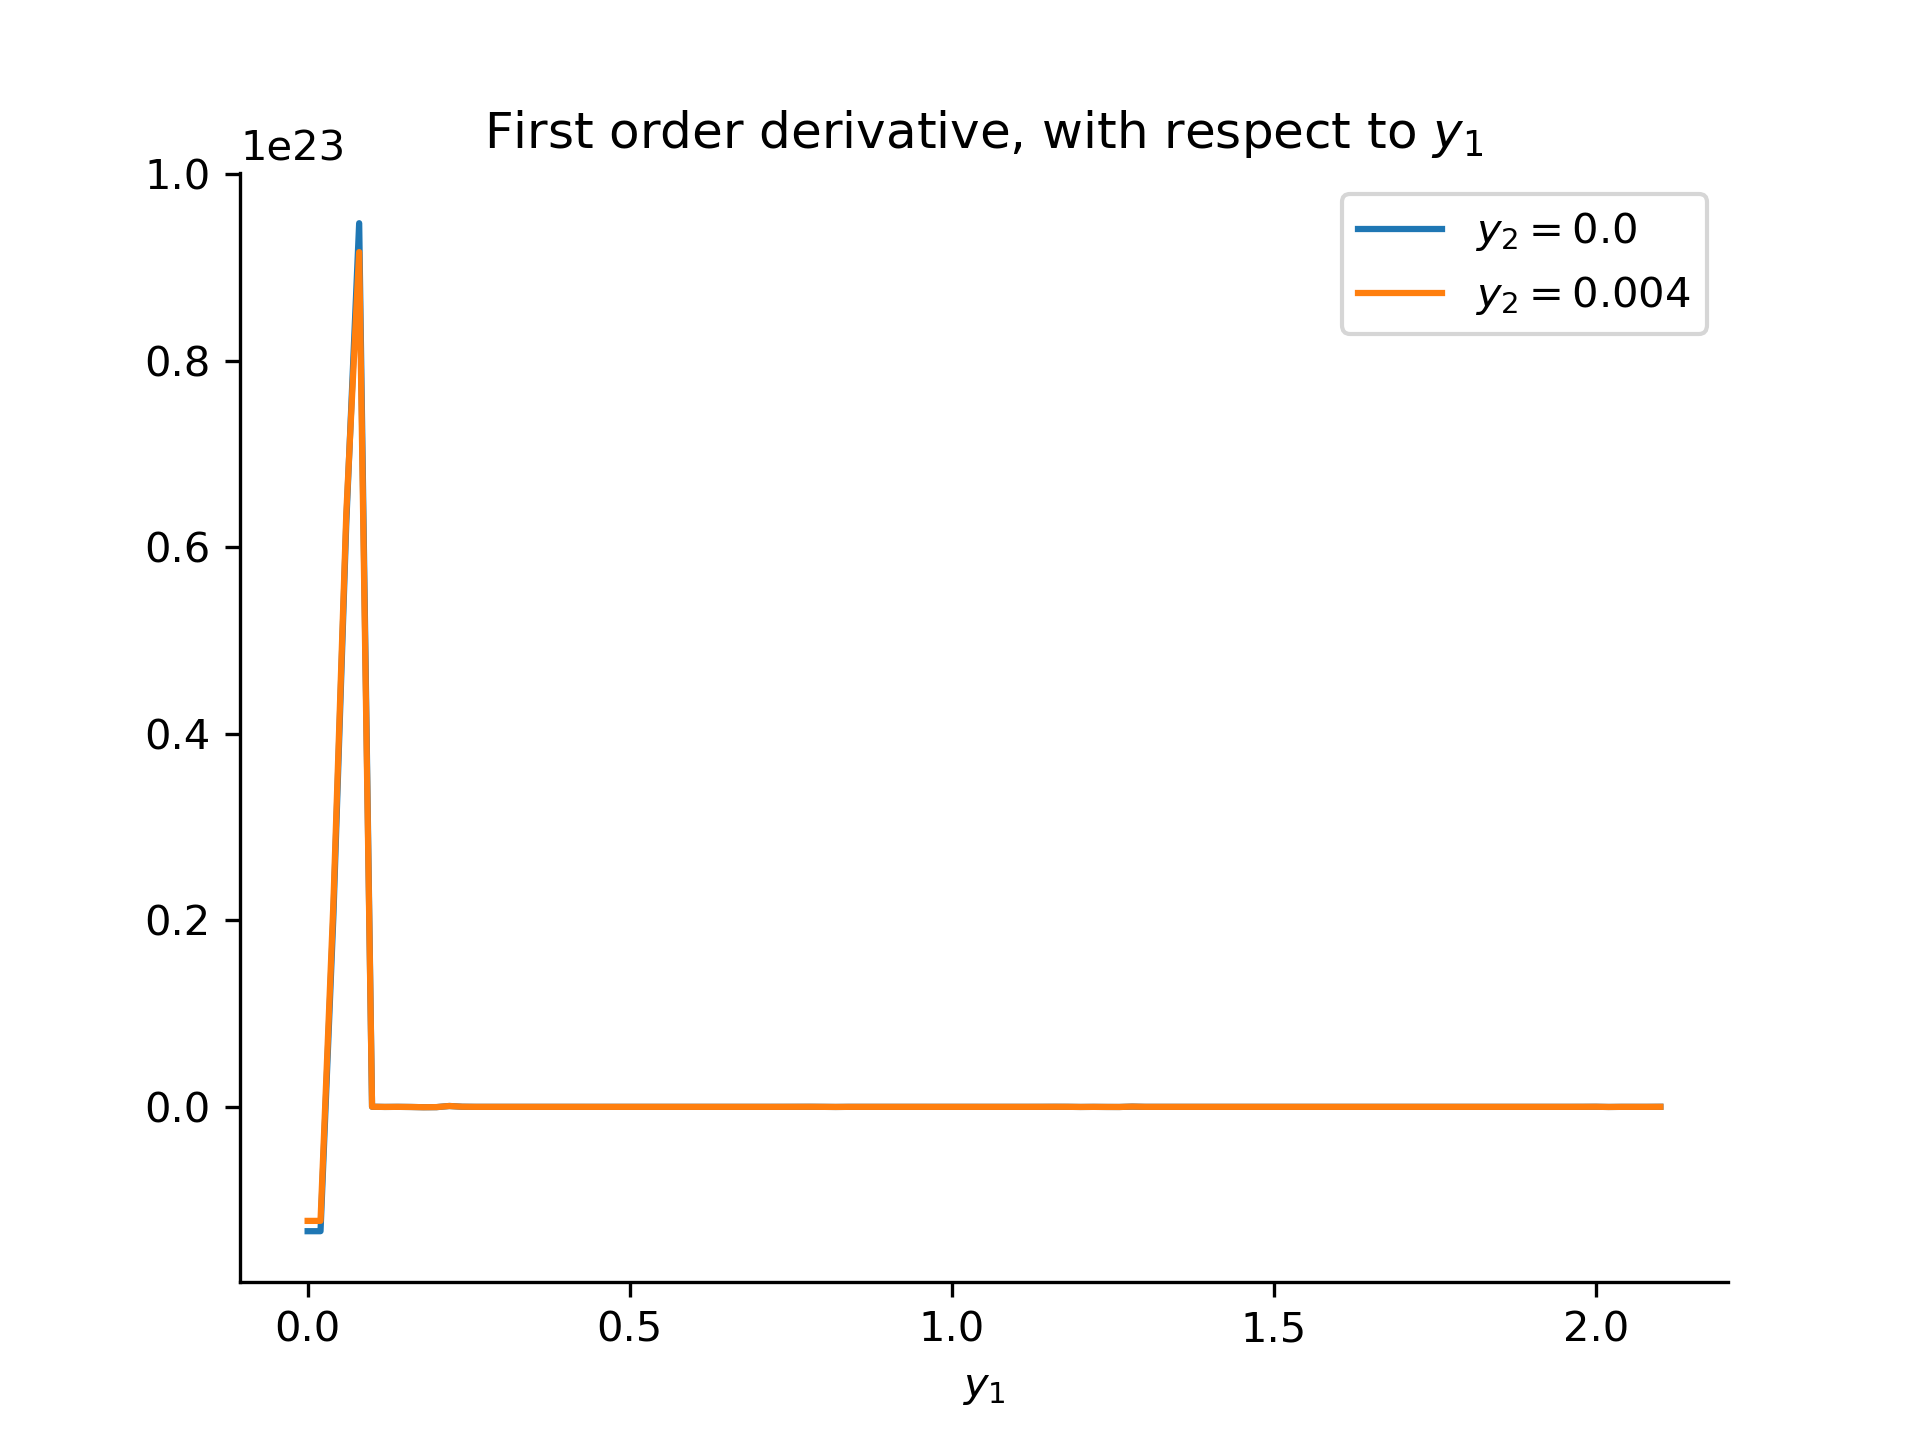 First order derivative, with respect to y₁
1e23
1.0
0.8
0.6
0.4
0.2
0.0
y₂ = 0.0
y₂ = 0.004
0.0 0.5 1.0 1.5 2.0
y₁